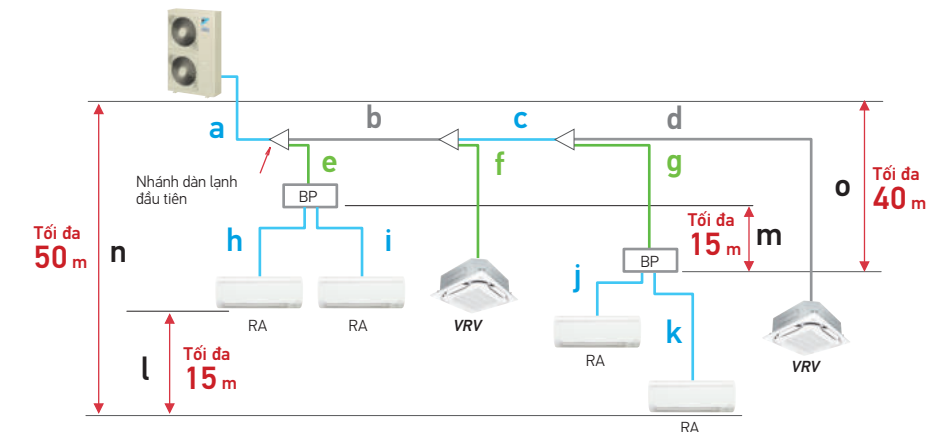 a
b
c
d
e
f
g
Nhánh dàn lạnh
đầu tiên
BP
h
i
Tối đa
50 m
n
RA
RA
VRV
l
Tối đa
15 m
Tối đa
15 m
m
o
Tối đa
40 m
BP
j
k
RA
VRV
RA